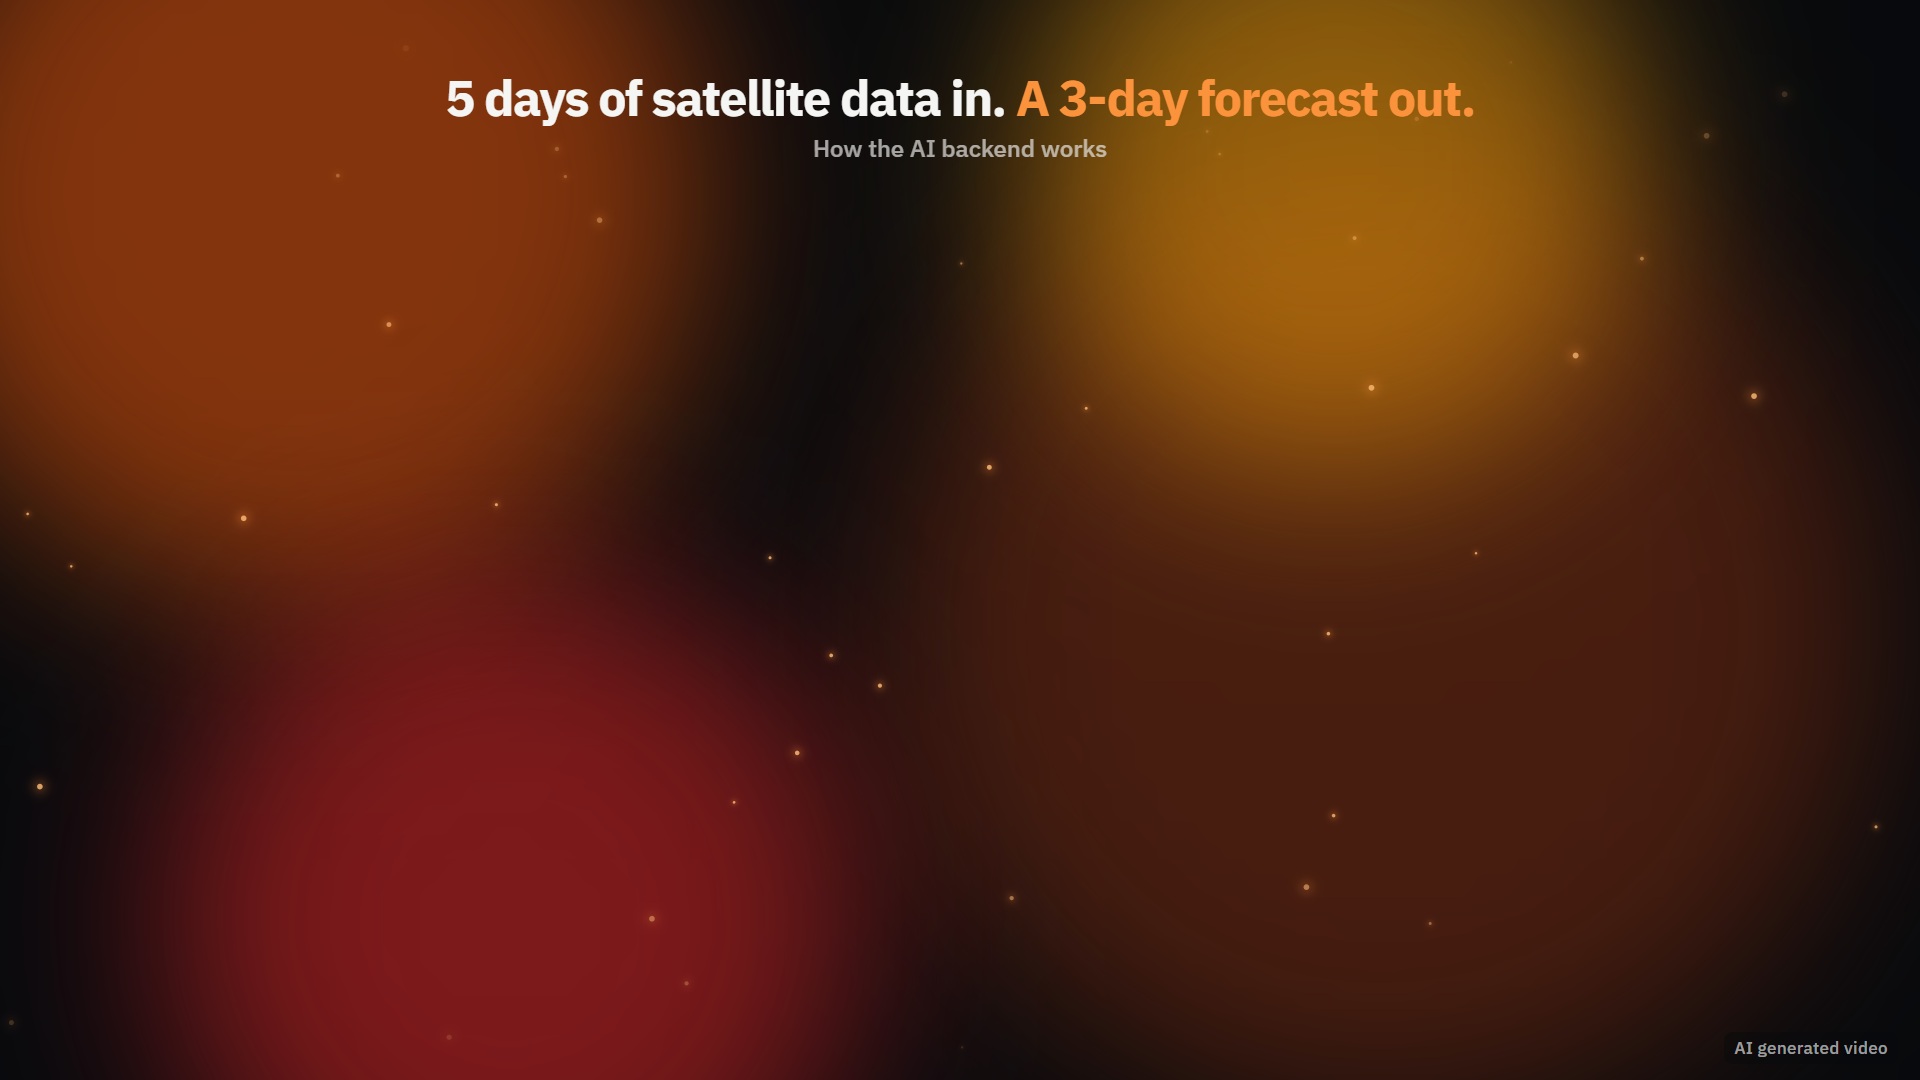 5 days of satellite data in. A 3-day forecast out.
How the AI backend works
AI generated video